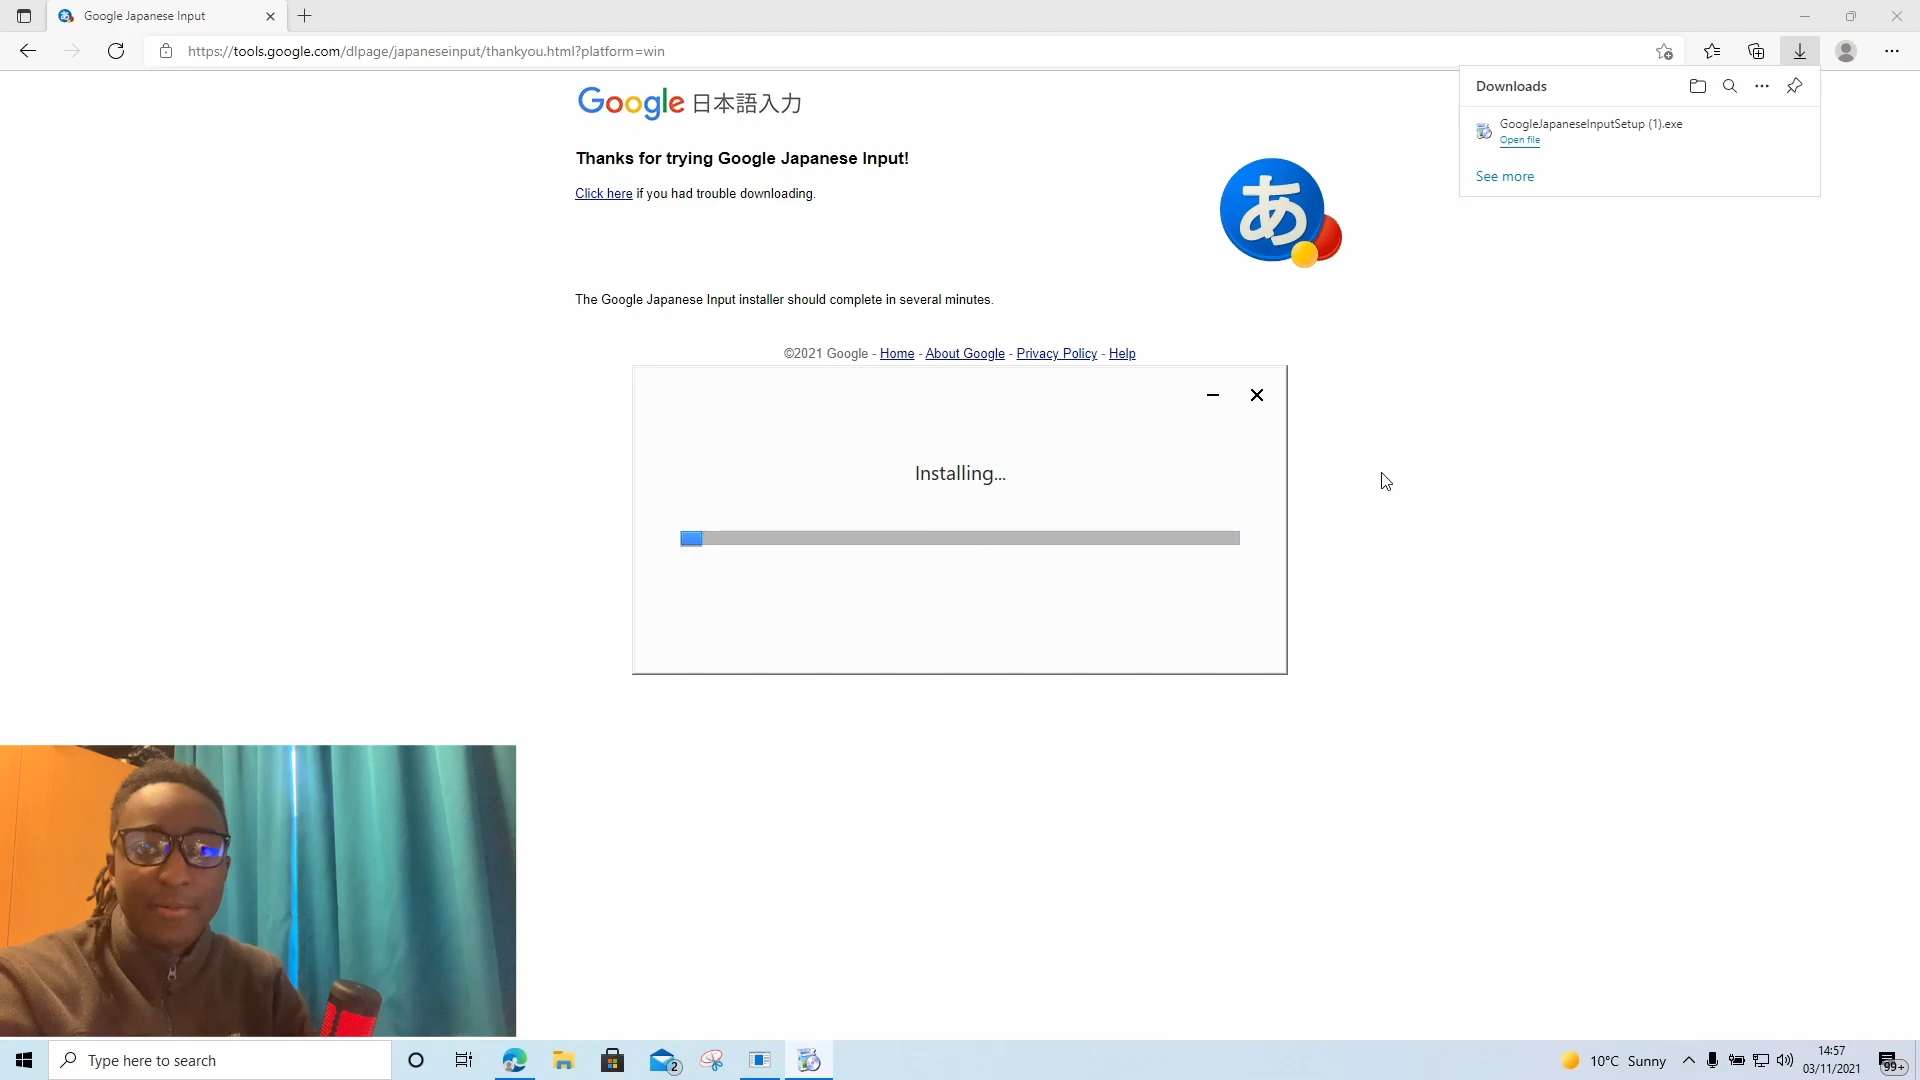 Google Japanese Input
https://tools.google.com/dlpage/japaneseinput/thankyou.html?platform=win
Downloads
GoogleJapaneseInputSetup (1).exe
Open file
See more
Google 日本語入力
Thanks for trying Google Japanese Input!
Click here if you had trouble downloading.
あ
The Google Japanese Input installer should complete in several minutes.
©2021 Google - Home - About Google - Privacy Policy - Help
Installing...
Type here to search
2
10°C Sunny
14:57
03/11/2021
99+